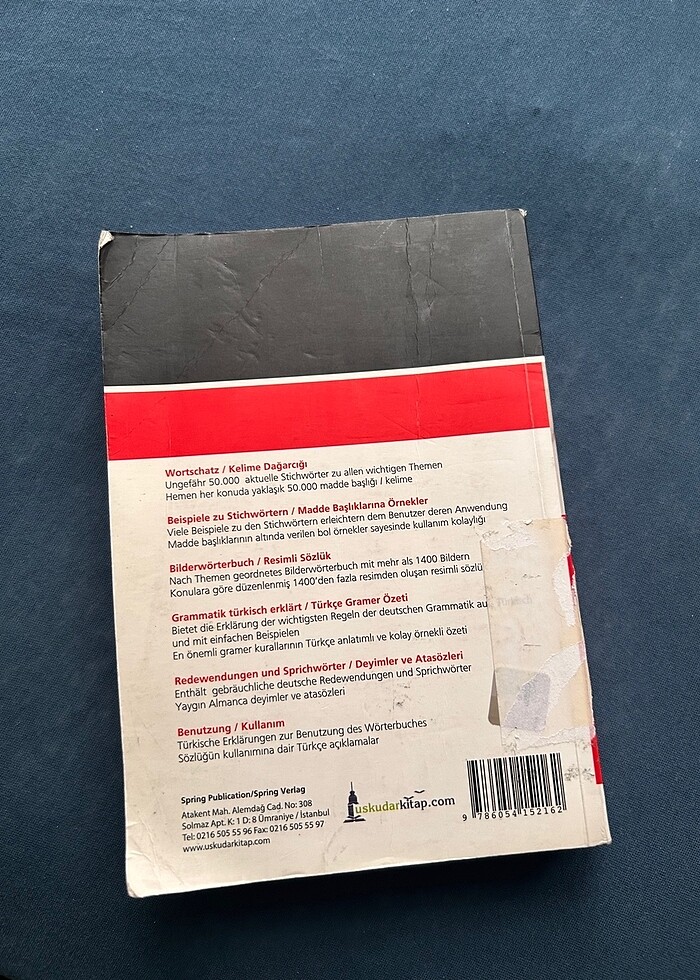 Wortschatz / Kelime Dağarcığı
Ungefähr 50.000 aktuelle Stichwörter zu allen wichtigen Themen
Hemen her konuda yaklaşık 50.000 madde başlığı / kelime
Beispiele zu Stichwörtern / Madde Başlıklarına Örnekler
Viele Beispiele zu den Stichwörtern erleichtern dem Benutzer deren Anwendung
Madde başlıklarının altında verilen bol örnekler sayesinde kullanım kolaylığı
Bilderwörterbuch / Resimli Sözlük
Nach Themen geordnetes Bilderwörterbuch mit mehr als 1400 Bildern
Konulara göre düzenlenmiş 1400'den fazla resimden oluşan resimli
Grammatik türkisch erklärt / Türkçe Gramer Özeti
Bietet die Erklärung der wichtigsten Regeln der deutschen Grammatik auf Türkisch
und mit einfachen Beispielen
En önemli gramer kurallarının Türkçe anlatımlı ve kolay örnekli özeti
Redewendungen und Sprichwörter / Deyimler ve Atasözleri
Enthält gebräuchliche deutsche Redewendungen und Sprichwörter
Yaygın Almanca deyimler ve atasözleri
Benutzung / Kullanım
Türkische Erklärungen zur Benutzung des Wörterbuches
Sözlüğün kullanımına dair Türkçe açıklamalar
Spring Publication/Spring Verlag
Atakent Mah. Alemdağ Cad. No: 308
Solmaz Apt. K: 1 D: 8 Ümraniye / İstanbul
Tel: 0216 505 55 96 Fax: 0216 505 55 97
www.uskudarkitap.com
uskudarkitap.com
9 786054 152162